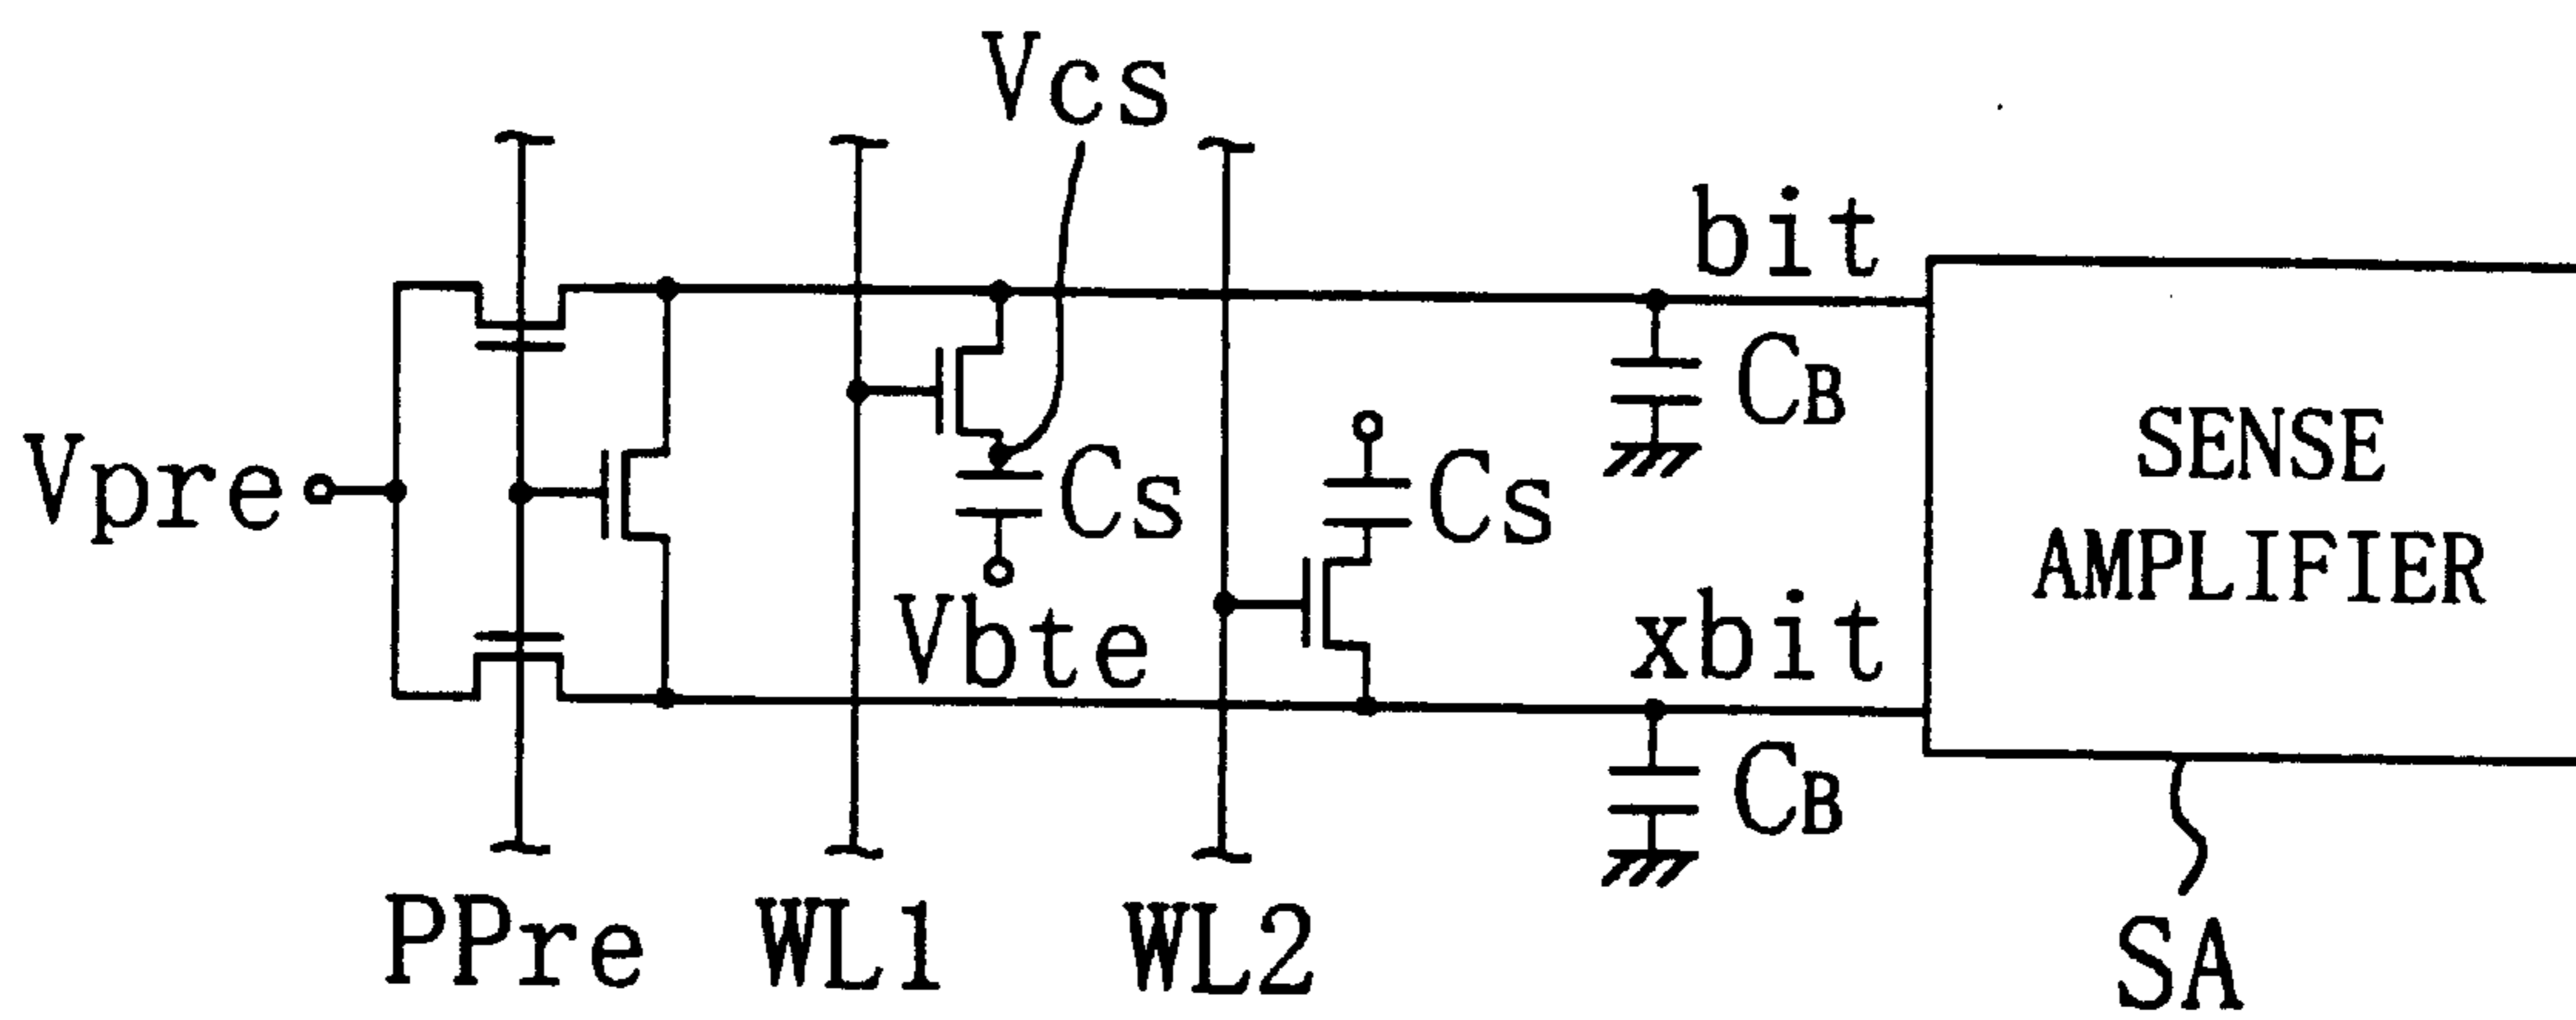 Vcs
bit
CB
SENSE
AMPLIFIER
Vpre
Cs
Cs
Vbte
xbit
CB
PPre
WL1
WL2
SA